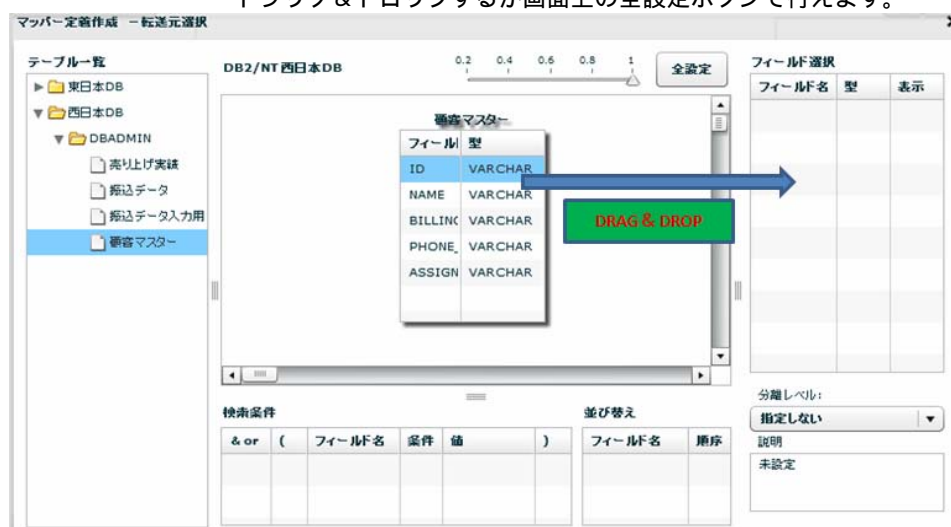 ドラッグ&ドロップするか画面上の全設定ボタンで行えます。
マッパー定義作成 －転送元選択
テーブル一覧
東日本DB
西日本DB
DBADMIN
売り上げ実績
振込データ
振込データ入力用
顧客マスター
DB2/NT西日本DB
0.2 0.4 0.6 0.8 1
全設定
顧客マスター
フィール 型
ID VARCHAR
NAME VARCHAR
BILLING VARCHAR
PHONE_ VARCHAR
ASSIGN VARCHAR
DRAG & DROP
検索条件
& or ( フィールド名 条件 値 )
並び替え
フィールド名 順序
フィールド選択
フィールド名 型 表示
分離レベル:
指定しない
説明
未設定